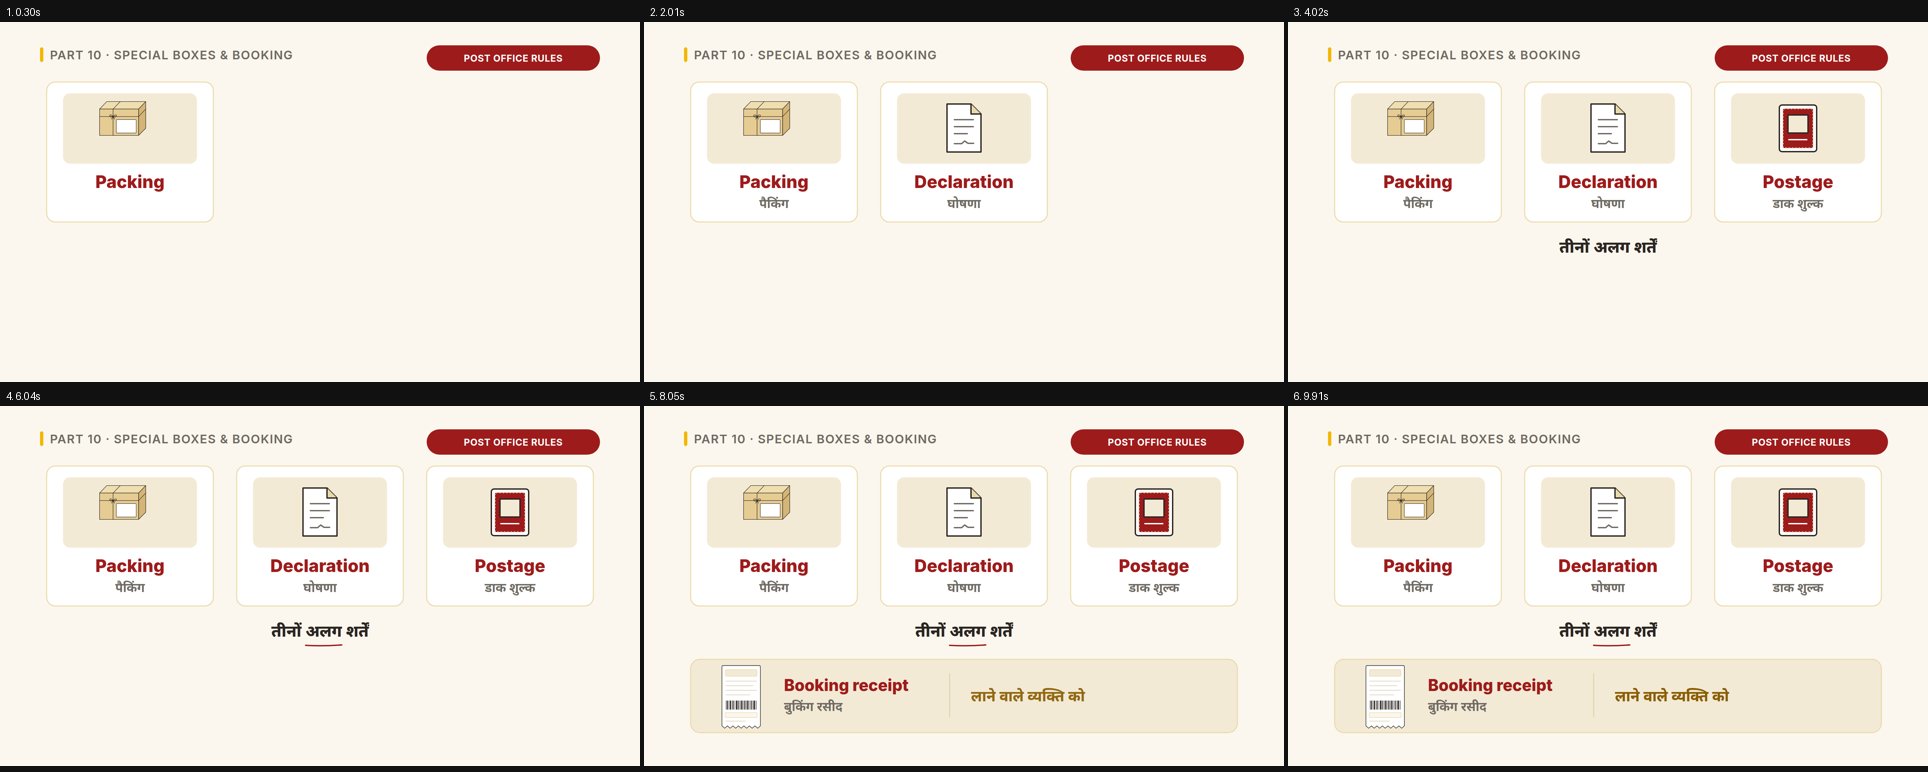 1. 0.30s
PART 10 · SPECIAL BOXES & BOOKING
POST OFFICE RULES
Packing
2. 2.01s
PART 10 · SPECIAL BOXES & BOOKING
POST OFFICE RULES
Packing
पैकिंग
Declaration
घोषणा
3. 4.02s
PART 10 · SPECIAL BOXES & BOOKING
POST OFFICE RULES
Packing
पैकिंग
Declaration
घोषणा
Postage
डाक शुल्क
तीनों अलग शर्तें
4. 6.04s
PART 10 · SPECIAL BOXES & BOOKING
POST OFFICE RULES
Packing
पैकिंग
Declaration
घोषणा
Postage
डाक शुल्क
तीनों अलग शर्तें
5. 8.05s
PART 10 · SPECIAL BOXES & BOOKING
POST OFFICE RULES
Packing
पैकिंग
Declaration
घोषणा
Postage
डाक शुल्क
तीनों अलग शर्तें
Booking receipt
बुकिंग रसीद
लाने वाले व्यक्ति को
6. 9.91s
PART 10 · SPECIAL BOXES & BOOKING
POST OFFICE RULES
Packing
पैकिंग
Declaration
घोषणा
Postage
डाक शुल्क
तीनों अलग शर्तें
Booking receipt
बुकिंग रसीद
लाने वाले व्यक्ति को